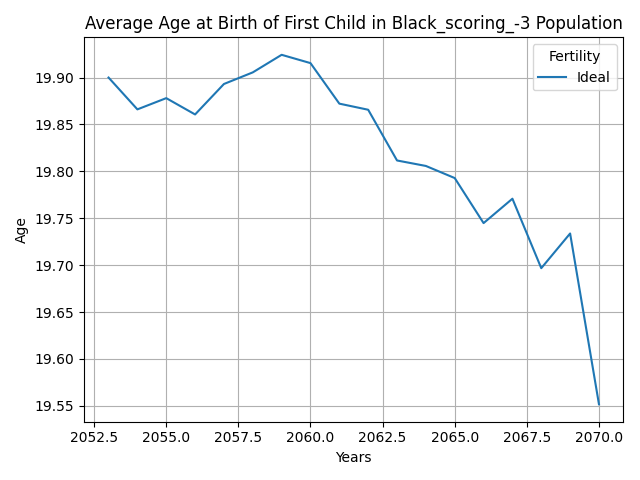 Average Age at Birth of First Child in Black_scoring_-3 Population
Fertility
Ideal
19.90
19.85
19.80
19.75
19.70
19.65
19.60
19.55
Age
2052.5 2055.0 2057.5 2060.0 2062.5 2065.0 2067.5 2070.0
Years